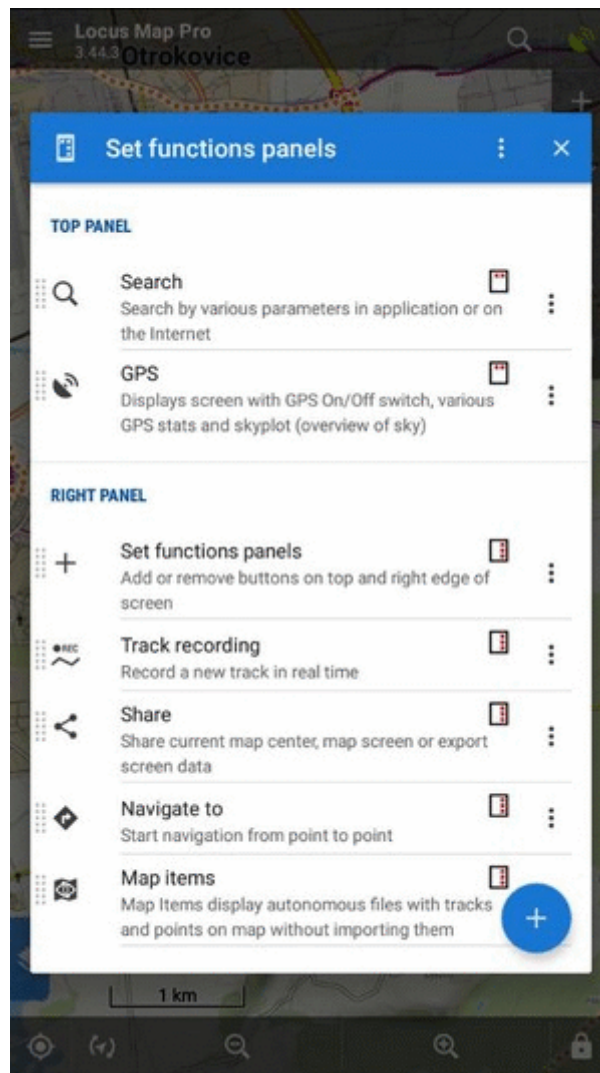 Locus Map Pro
3.44.3
Otrokovice
Set functions panels
TOP PANEL
Search
Search by various parameters in application or on
the Internet
GPS
Displays screen with GPS On/Off switch, various
GPS stats and skyplot (overview of sky)
RIGHT PANEL
Set functions panels
Add or remove buttons on top and right edge of
screen
REC
Track recording
Record a new track in real time
Share
Share current map center, map screen or export
screen data
Navigate to
Start navigation from point to point
Map items
Map Items display autonomous files with tracks
and points on map without importing them
1 km